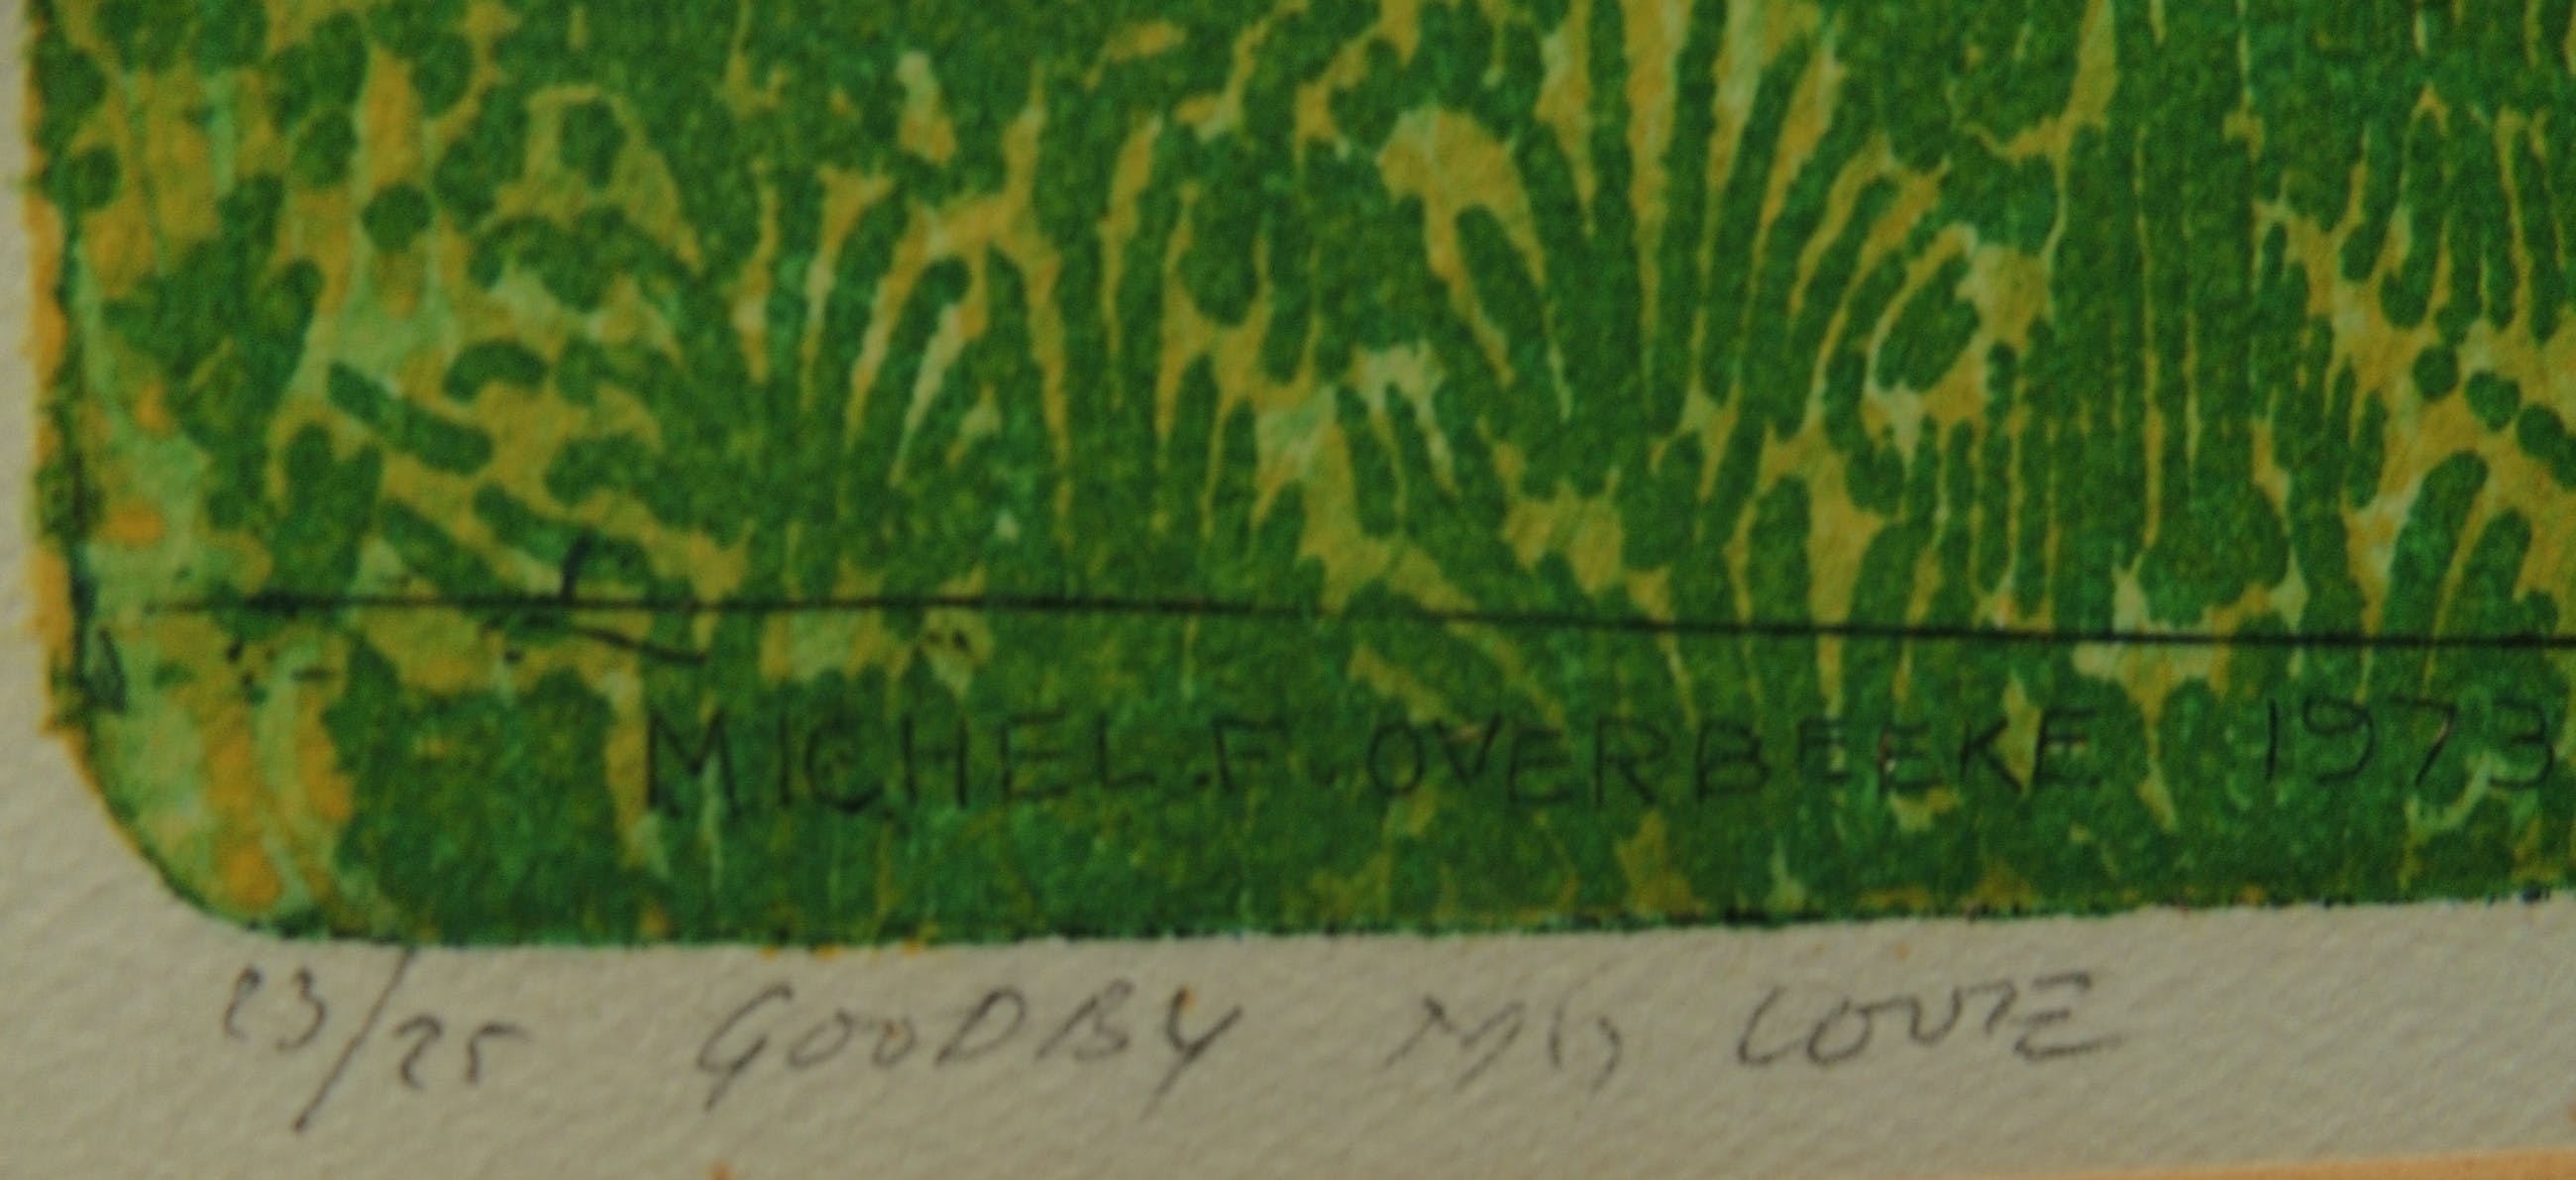 MICHEL.F.OVERBEEKE 1973
23/25 GOODBY MY LOVE